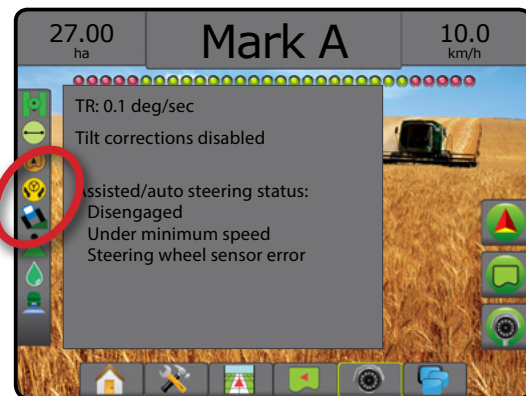 27.00
ha
Mark A
10.0
km/h
TR: 0.1 deg/sec
Tilt corrections disabled
Assisted/auto steering status:
Disengaged
Under minimum speed
Steering wheel sensor error